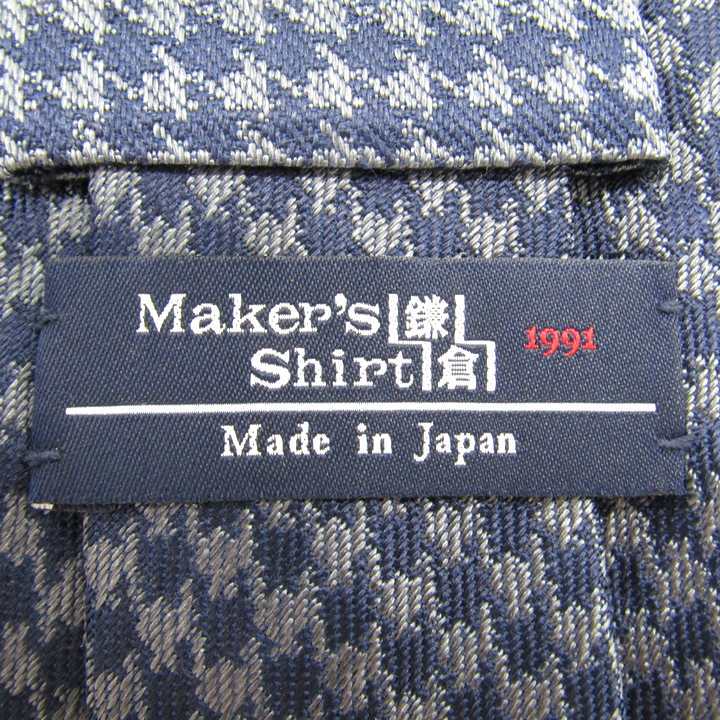 Maker's 鎌 1991
Shirt 倉
Made in Japan